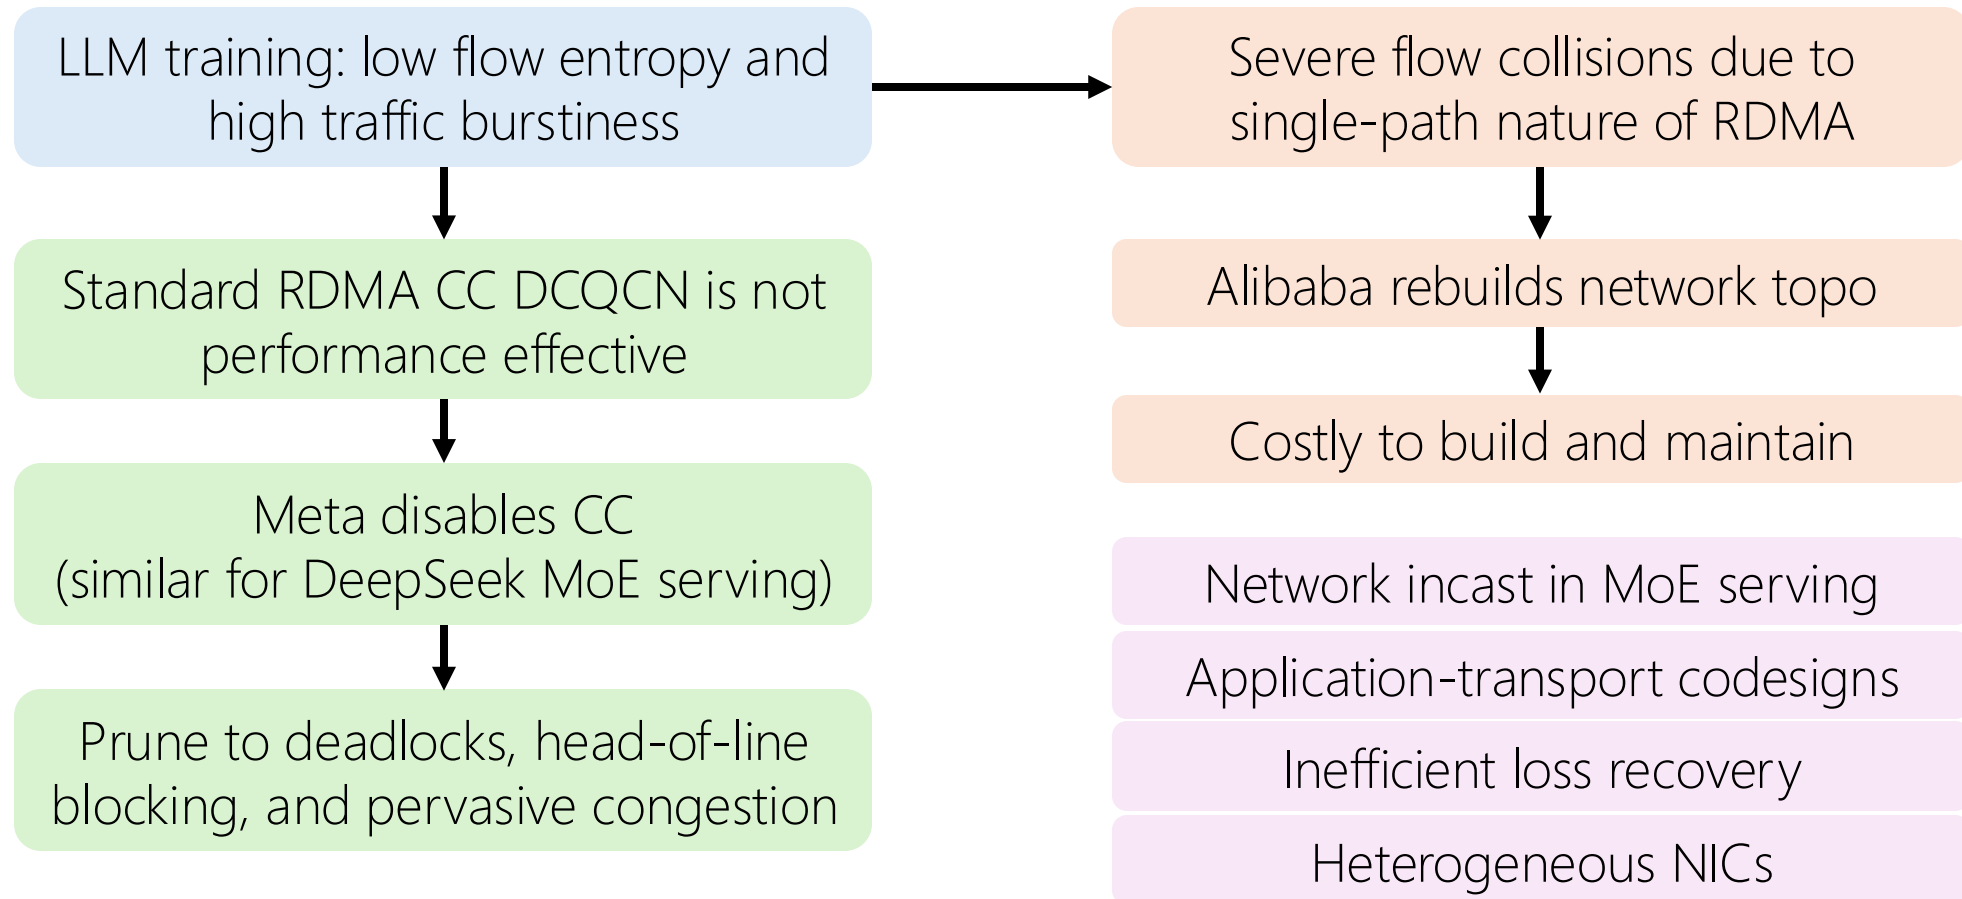 LLM training: low flow entropy and
high traffic burstiness
Standard RDMA CC DCQCN is not
performance effective
Meta disables CC
(similar for DeepSeek MoE serving)
Prune to deadlocks, head-of-line
blocking, and pervasive congestion
Severe flow collisions due to
single-path nature of RDMA
Alibaba rebuilds network topo
Costly to build and maintain
Network incast in MoE serving
Application-transport codesigns
Inefficient loss recovery
Heterogeneous NICs